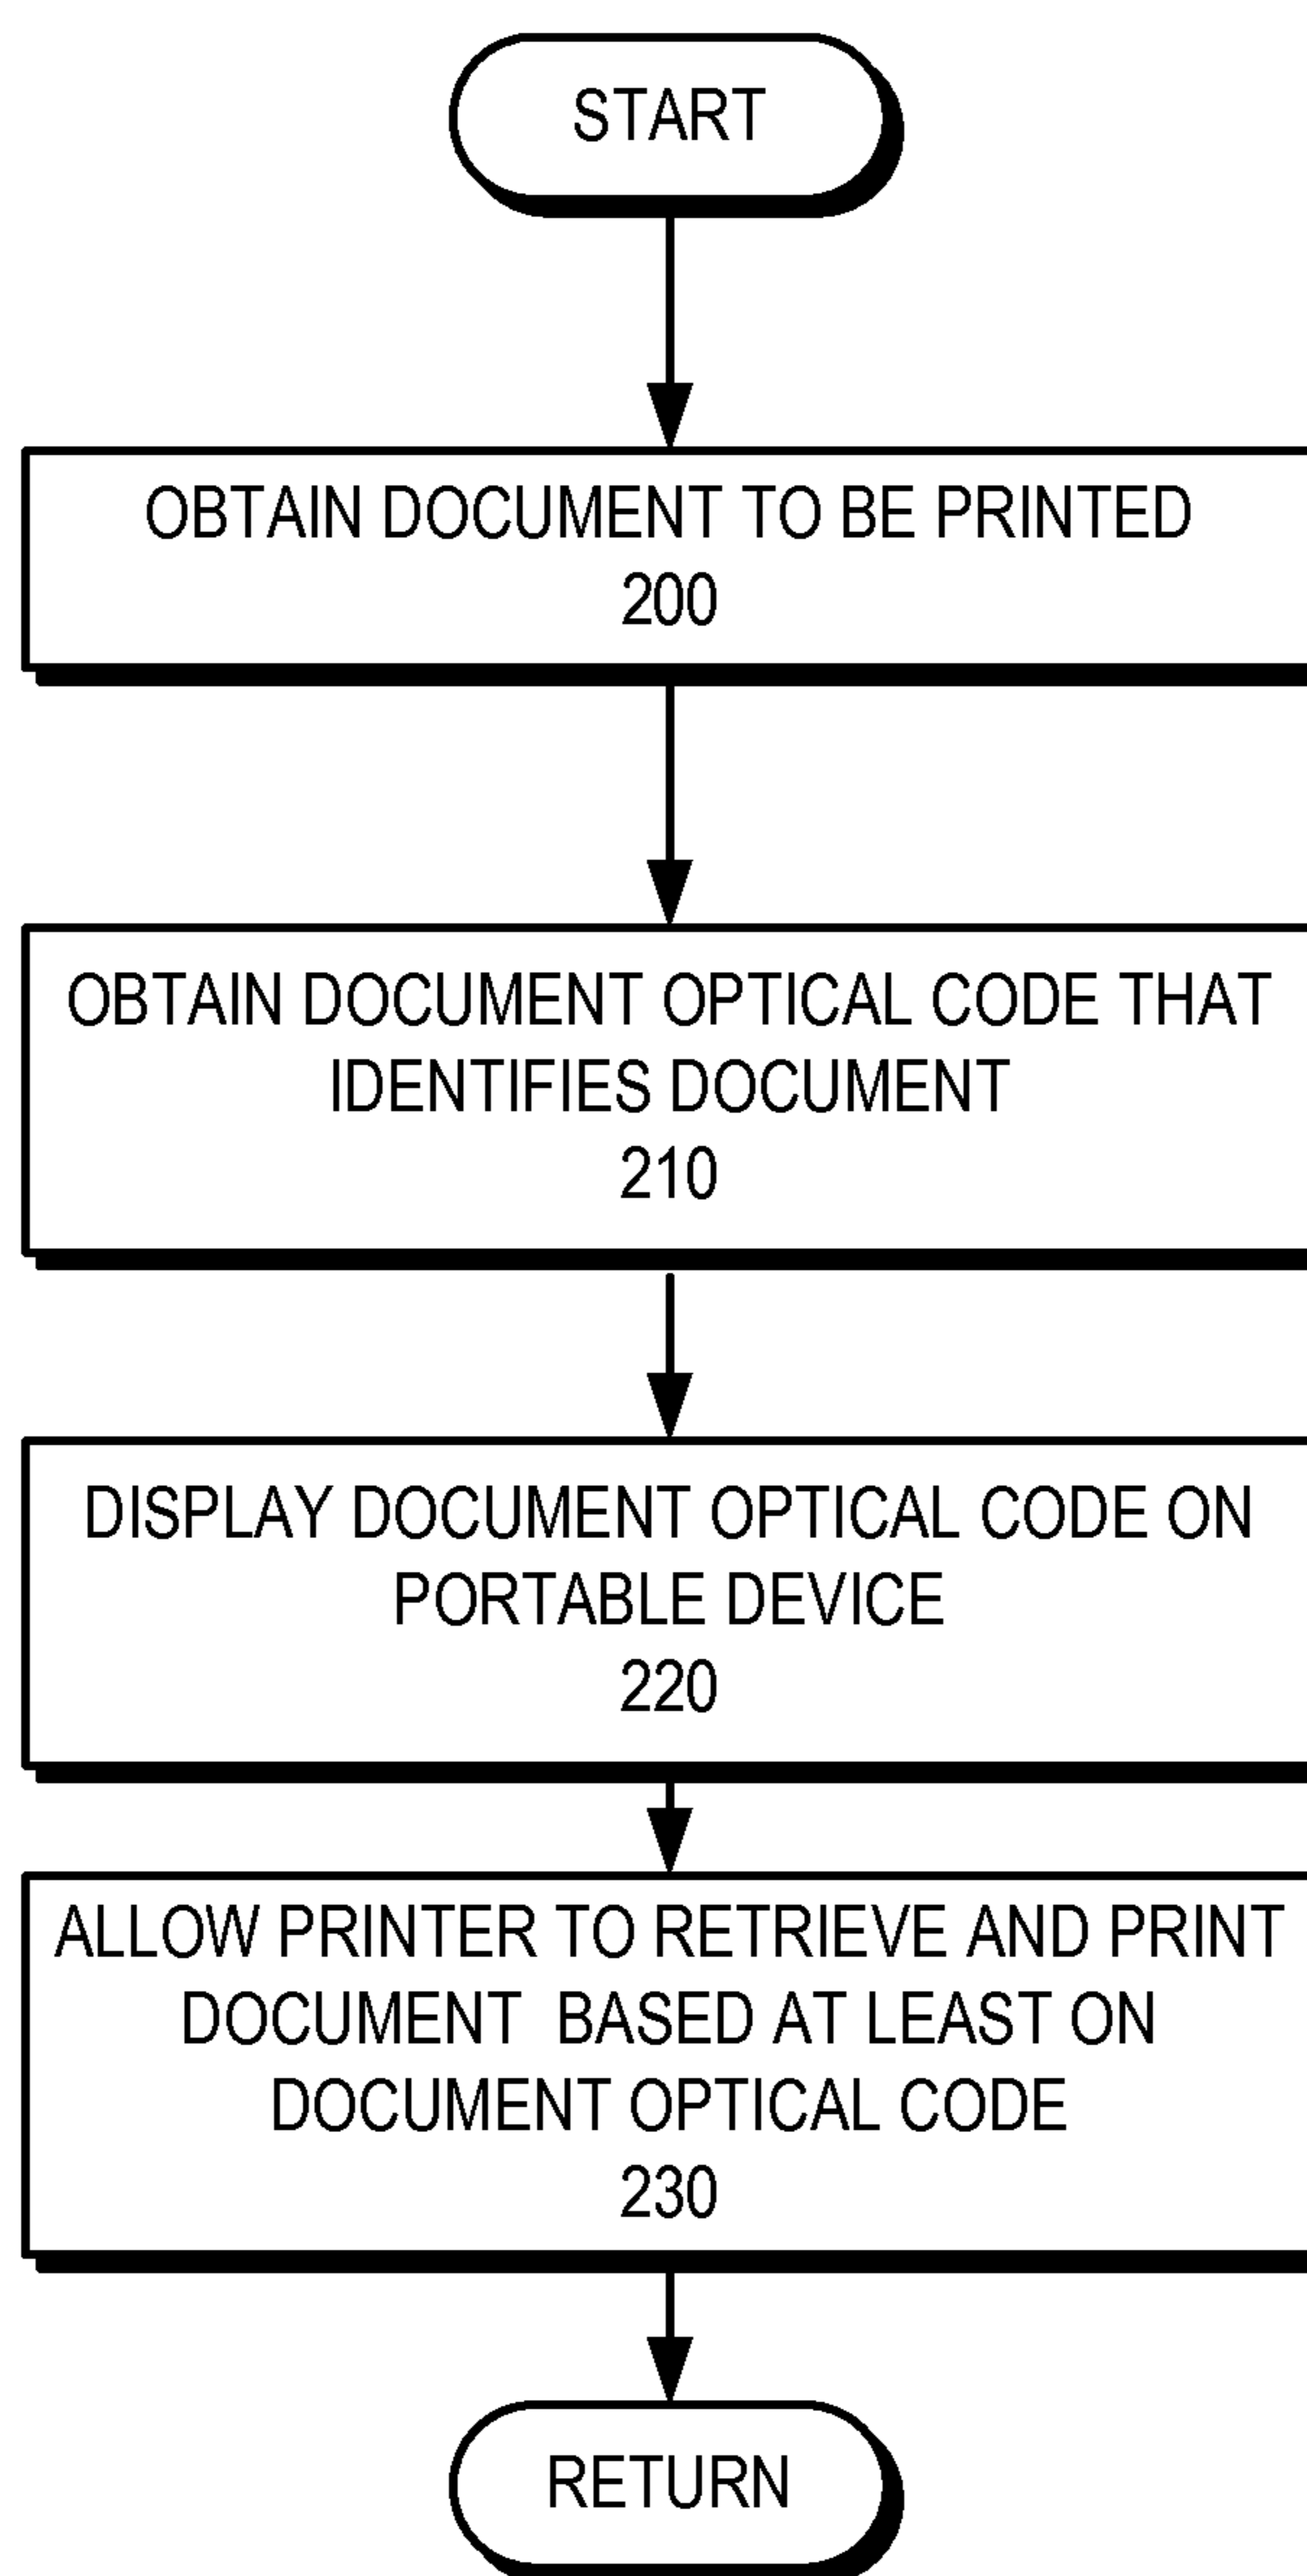 START
OBTAIN DOCUMENT TO BE PRINTED
200
OBTAIN DOCUMENT OPTICAL CODE THAT
IDENTIFIES DOCUMENT
210
DISPLAY DOCUMENT OPTICAL CODE ON
PORTABLE DEVICE
220
ALLOW PRINTER TO RETRIEVE AND PRINT
DOCUMENT BASED AT LEAST ON
DOCUMENT OPTICAL CODE
230
RETURN